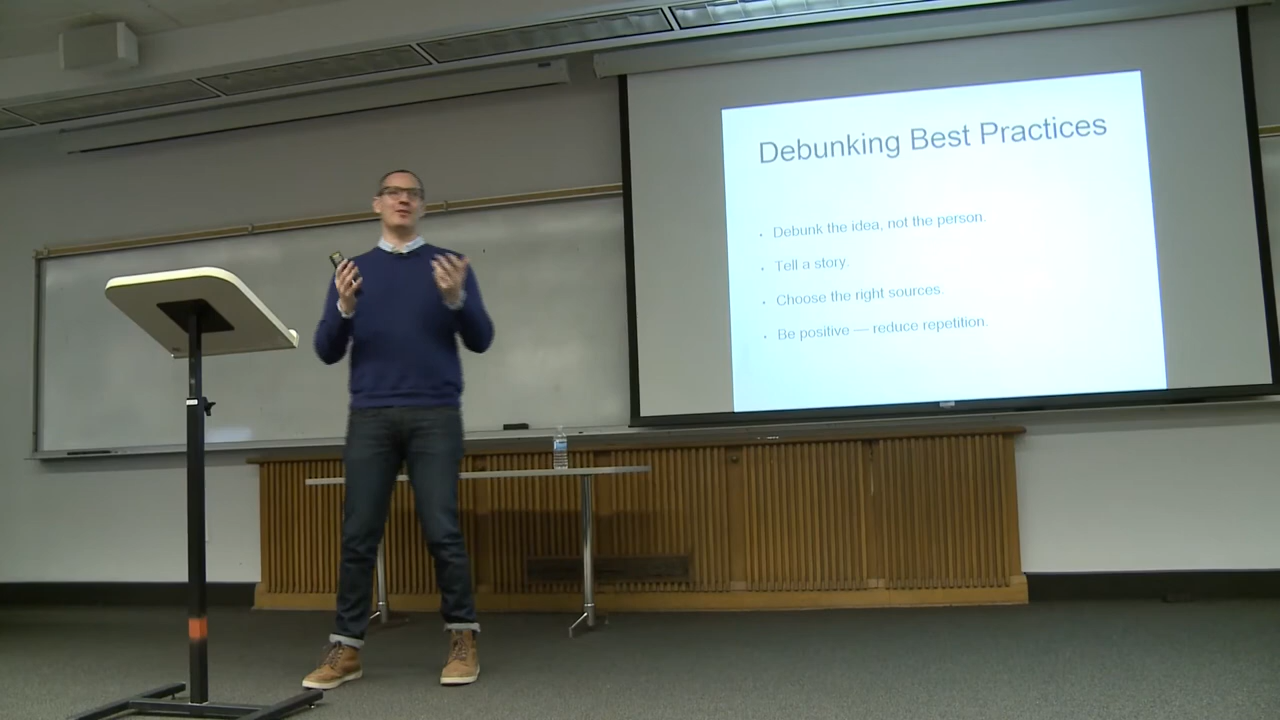 Debunking Best Practices
Debunk the idea, not the person.
Tell a story.
Choose the right sources.
Be positive — reduce repetition.